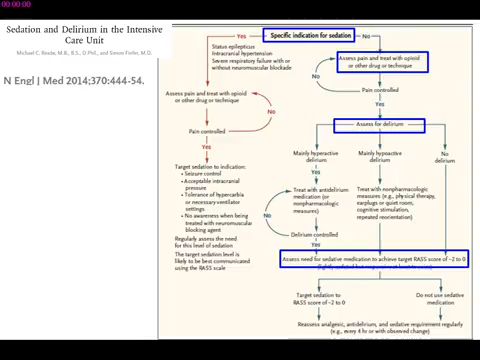 00:00:00
Sedation and Delirium in the Intensive
Care Unit
Michael C. Reade, M.B., B.S., D.Phil., and Simon Finfer, M.D.
N Engl J Med 2014;370:444-54.
Yes
Specific indication for sedation
No
Status epilepticus
Intracranial hypertension
Severe respiratory failure with or
without neuromuscular blockade
Assess pain and treat with opioid
or other drug or technique
No
Pain controlled
Yes
Target sedation to indication:
• Seizure control
• Acceptable intracranial
pressure
• Tolerance of hypercarbia
or necessary ventilator
settings
• No awareness when being
treated with neuromuscular
blocking agent
Regularly assess the need
for this level of sedation
The target sedation level is
likely to be best communicated
using the RASS scale
Assess pain and treat with opioid
or other drug or technique
No
Pain controlled
Yes
Assess for delirium
Mainly hyperactive
delirium
Mainly hypoactive
delirium
No
delirium
Yes
Treat with antidelirium
medication (or
nonpharmacologic
measures)
Treat with nonpharmacologic
measures (e.g., physical therapy,
earplugs or quiet room,
cognitive stimulation,
repeated reorientation)
No
Delirium controlled
Yes
Assess need for sedative medication to achieve target RASS score of −2 to 0
Target sedation to
RASS score of −2 to 0
Do not use sedative
medication
Reassess analgesic, antidelirium, and sedative requirement regularly
(e.g., every 4 hr or with observed change)